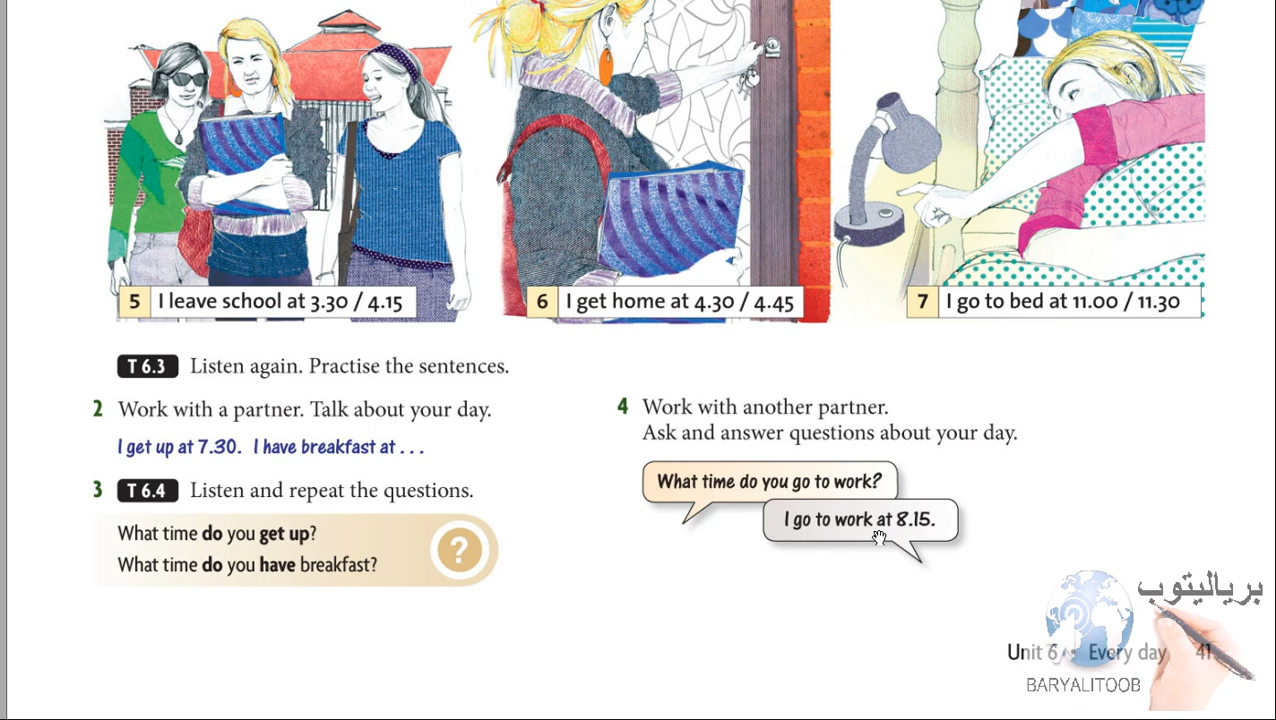 5 I leave school at 3.30 / 4.15
6 I get home at 4.30 / 4.45
7 I go to bed at 11.00 / 11.30
T 6.3 Listen again. Practise the sentences.
2 Work with a partner. Talk about your day.
I get up at 7.30. I have breakfast at . . .
3 T 6.4 Listen and repeat the questions.
What time do you get up?
What time do you have breakfast?
?
4 Work with another partner.
Ask and answer questions about your day.
What time do you go to work?
I go to work at 8.15.
بریالیتوب
Unit 6 • Every day 41
BARYALITOOB